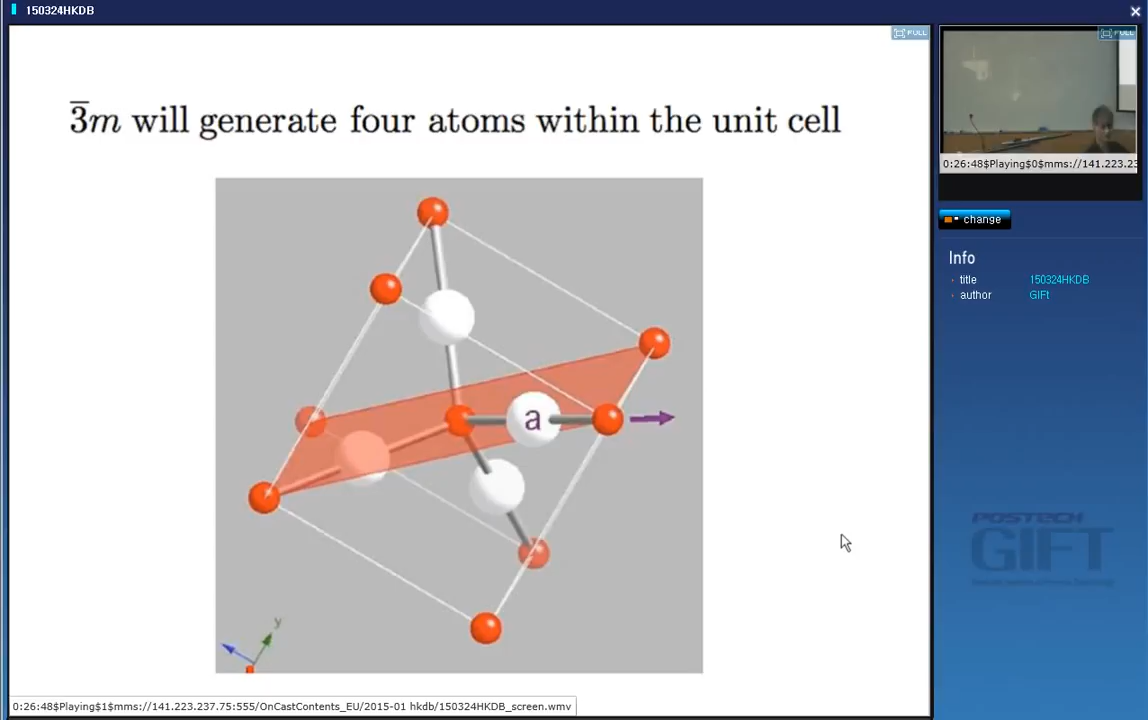 150324HKDB
FULL
3̅m will generate four atoms within the unit cell
a
y
0:26:48$Playing$1$mms://141.223.237.75:555/OnCastContents_EU/2015-01 hkdb/150324HKDB_screen.wmv
FULL
0:26:48$Playing$0$mms://141.223.23
change
Info
title 150324HKDB
author GIFt
POSTECH
GIFT